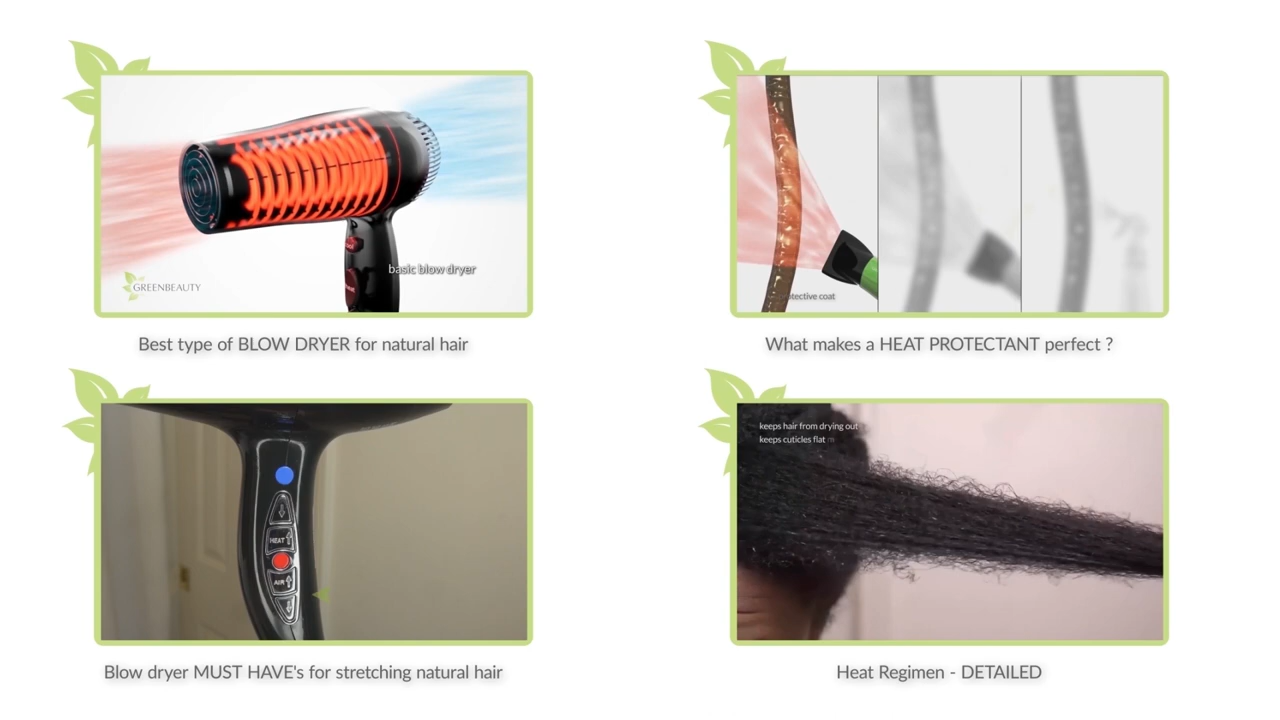 basic blow dryer
GREENBEAUTY
Best type of BLOW DRYER for natural hair
otective coat
What makes a HEAT PROTECTANT perfect ?
HEAT
AIR
Blow dryer MUST HAVE's for stretching natural hair
keeps hair from drying out
keeps cuticles flat m
Heat Regimen - DETAILED